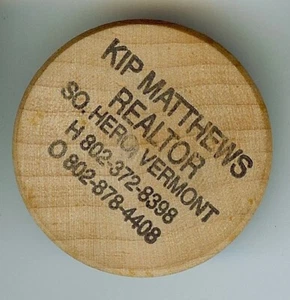 KIP MATTHEWS
REALTOR
SO. HERO, VERMONT
H 802-372-8398
O 802-878-4408